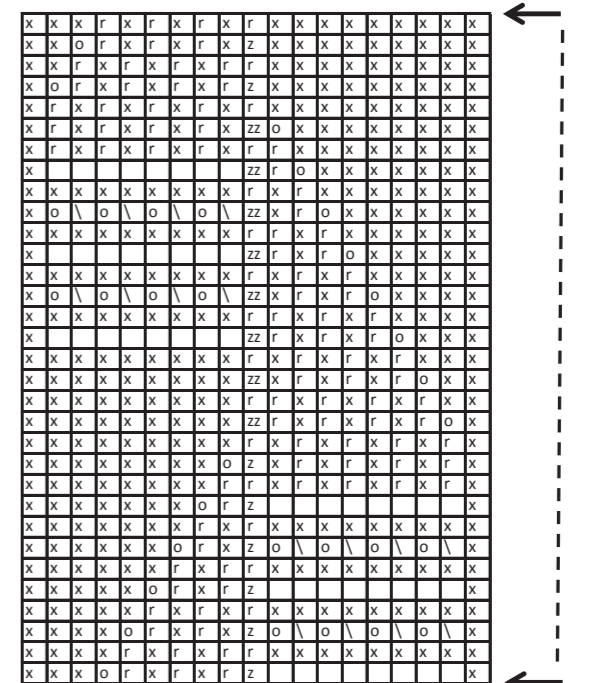 x x x r x r x r x r x x x x x x x x x
x x o r x r x r x z x x x x x x x x x
x x r x r x r x r r x x x x x x x x x
x o r x r x r x r z x x x x x x x x x
x r x r x r x r x r x x x x x x x x x
x r x r x r x r x zz o x x x x x x x x
x r x r x r x r x r r x x x x x x x x
x zz r o x x x x x x x
x x x x x x x x x r x r x x x x x x x
x o \ o \ o \ o \ zz x r o x x x x x x
x x x x x x x x x r r x r x x x x x x
x zz r x r o x x x x x
x x x x x x x x x r x r x r x x x x x
x o \ o \ o \ o \ zz x r x r o x x x x
x x x x x x x x x r r x r x r x x x x
x zz r x r x r o x x x
x x x x x x x x x r x r x r x r x x x
x x x x x x x x x zz x r x r x r o x x
x x x x x x x x x r r x r x r x r x x
x x x x x x x x x zz r x r x r x r o x
x x x x x x x x x r x r x r x r x r x
x x x x x x x x o z x r x r x r x r x
x x x x x x x x r r x r x r x r x r x
x x x x x x x o r z x
x x x x x x x r x r x x x x x x x x x
x x x x x x o r x z o \ o \ o \ o \ x
x x x x x x r x r r x x x x x x x x x
x x x x x o r x r z x
x x x x x r x r x r x x x x x x x x x
x x x x o r x r x z o \ o \ o \ o \ x
x x x x r x r x r r x x x x x x x x x
x x x o r x r x r z x